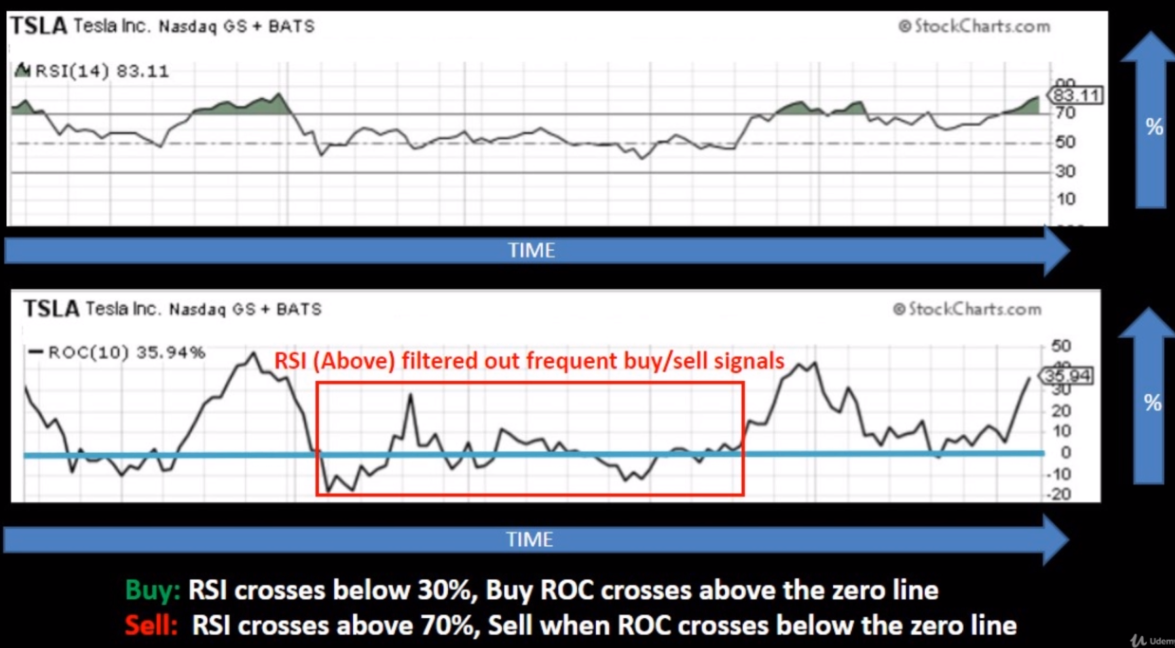 TSLA Tesla Inc. Nasdaq GS + BATS
© StockCharts.com
RSI(14) 83.11
90
83.11
70
50
30
10
%
TIME
TSLA Tesla Inc. Nasdaq GS + BATS
© StockCharts.com
ROC(10) 35.94%
RSI (Above) filtered out frequent buy/sell signals
50
35.94
30
20
10
0
-10
-20
%
TIME
Buy: RSI crosses below 30%, Buy ROC crosses above the zero line
Sell: RSI crosses above 70%, Sell when ROC crosses below the zero line